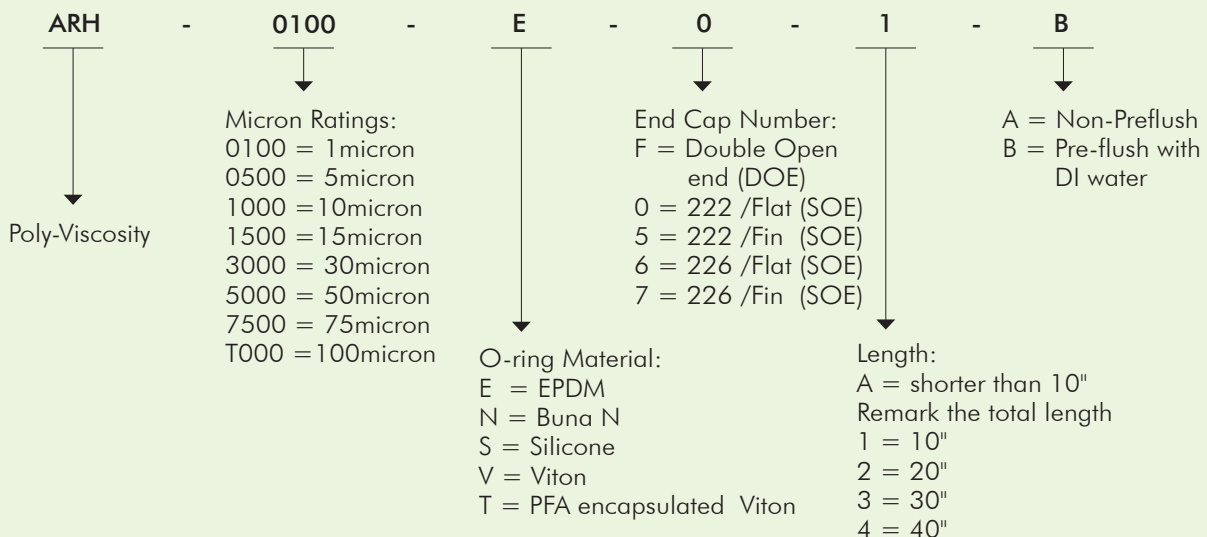 ARH - 0100 - E - 0 - 1 - B
Poly-Viscosity
Micron Ratings:
0100 = 1micron
0500 = 5micron
1000 =10micron
1500 =15micron
3000 = 30micron
5000 = 50micron
7500 = 75micron
T000 =100micron
O-ring Material:
E = EPDM
N = Buna N
S = Silicone
V = Viton
T = PFA encapsulated Viton
End Cap Number:
F = Double Open
end (DOE)
0 = 222 /Flat (SOE)
5 = 222 /Fin (SOE)
6 = 226 /Flat (SOE)
7 = 226 /Fin (SOE)
Length:
A = shorter than 10"
Remark the total length
1 = 10"
2 = 20"
3 = 30"
4 = 40"
A = Non-Preflush
B = Pre-flush with
DI water